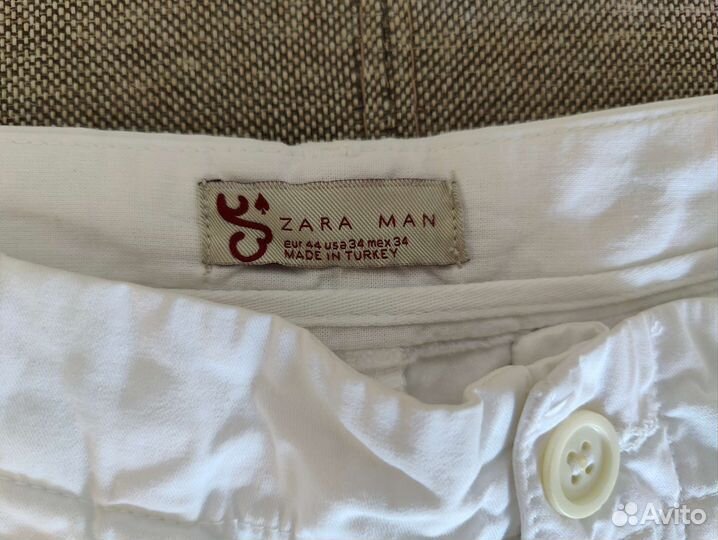 ZARA MAN
eur 44 usa 34 mex 34
MADE IN TURKEY
Avito